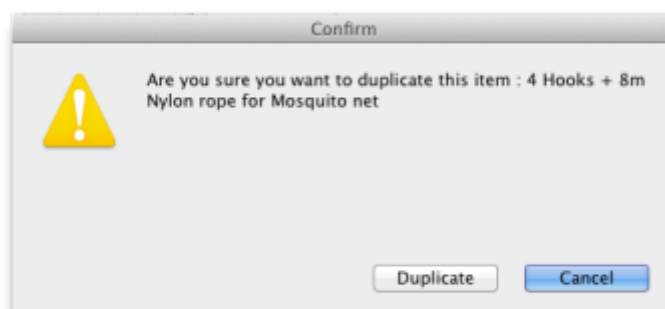 Confirm
Are you sure you want to duplicate this item : 4 Hooks + 8m
Nylon rope for Mosquito net
Duplicate Cancel